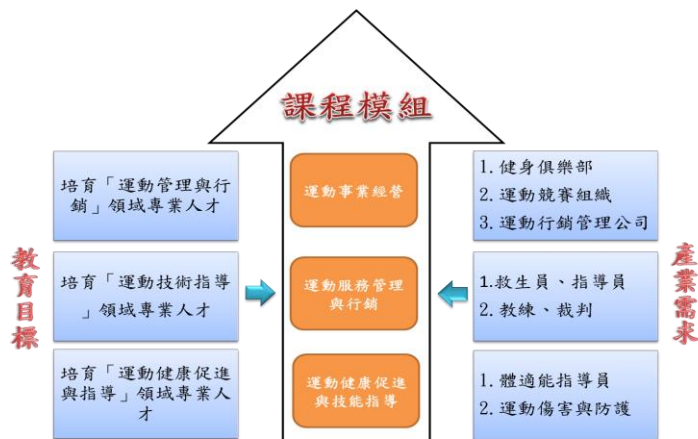 課程模組
教育目標
培育「運動管理與行
銷」領域專業人才
培育「運動技術指導
」領域專業人才
培育「運動健康促進
與指導」領域專業人
才
運動事業經營
運動服務管理
與行銷
運動健康促進
與技能指導
1. 健身俱樂部
2. 運動競賽組織
3. 運動行銷管理公司
1.救生員、指導員
2. 教練、裁判
1. 體適能指導員
2. 運動傷害與防護
產業需求